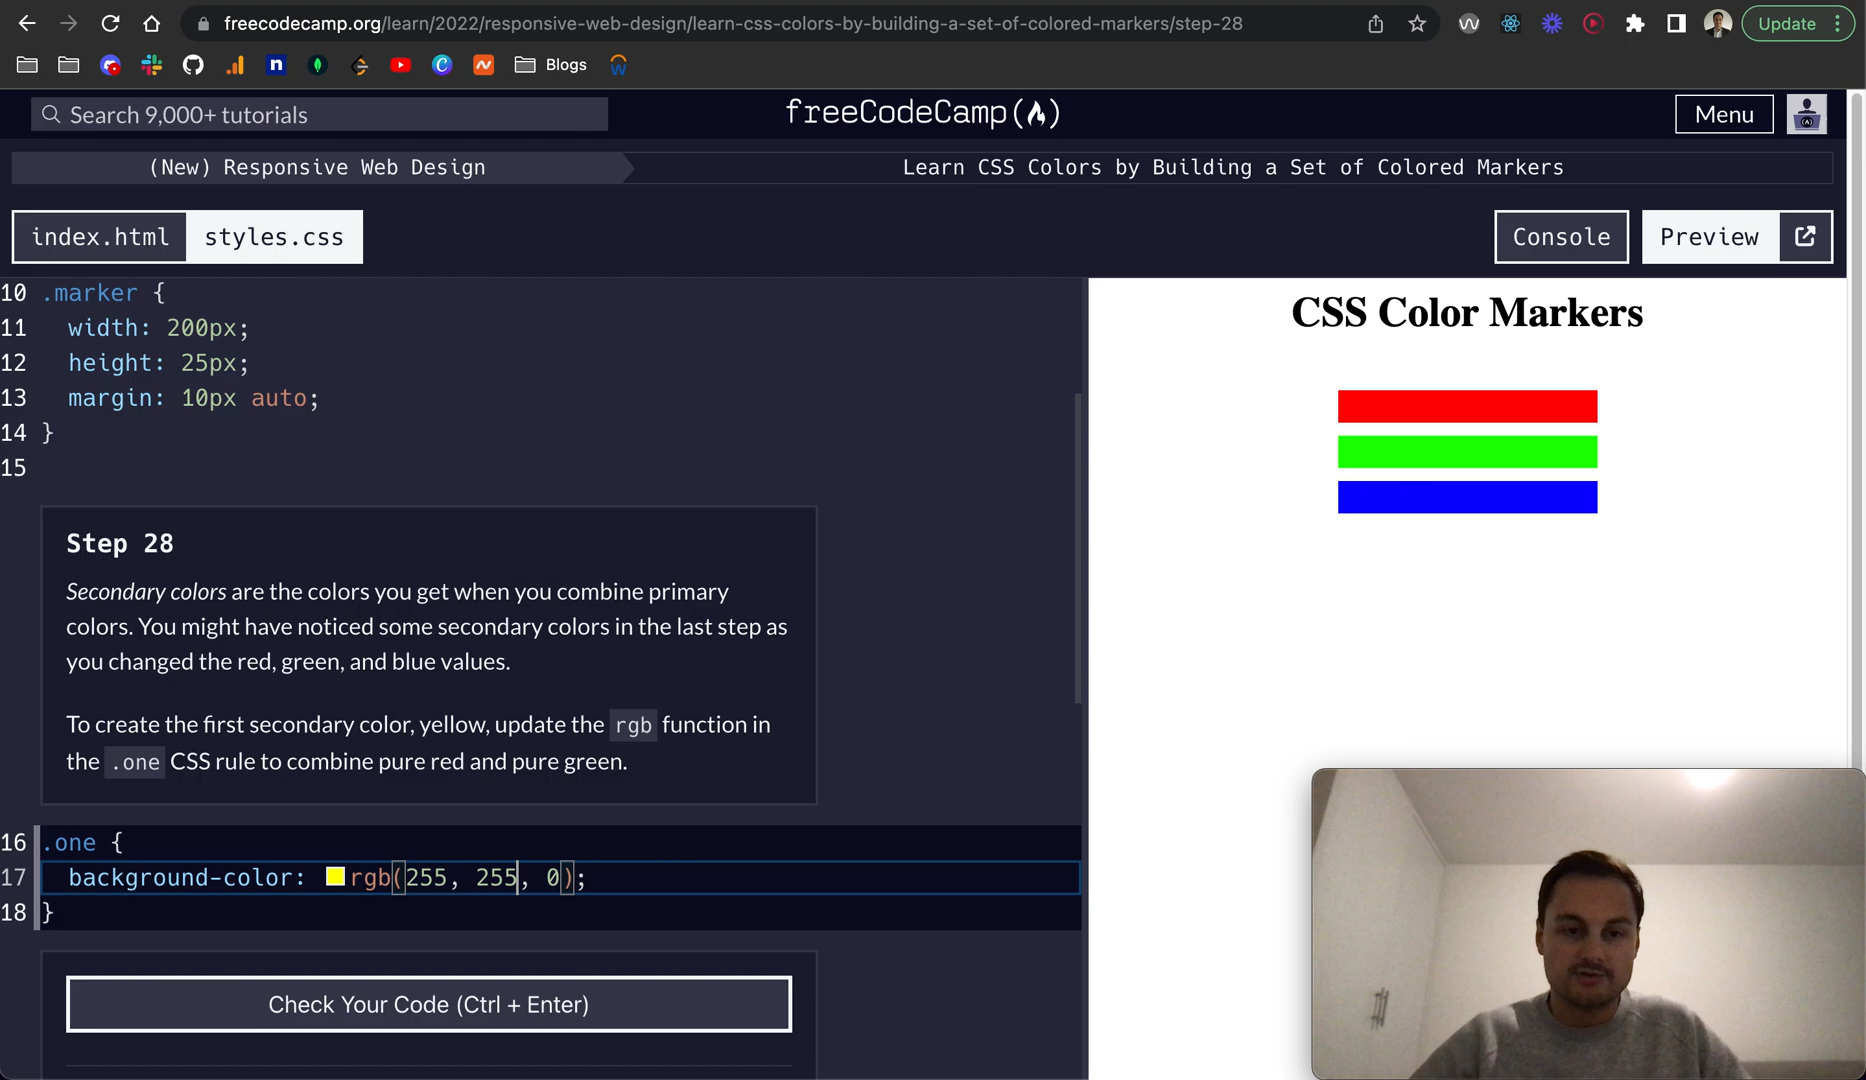 freecodecamp.org/learn/2022/responsive-web-design/learn-css-colors-by-building-a-set-of-colored-markers/step-28
Update
Blogs
Search 9,000+ tutorials
freeCodeCamp
Menu
(New) Responsive Web Design
Learn CSS Colors by Building a Set of Colored Markers
index.html
styles.css
Console
Preview
10 .marker {
11 width: 200px;
12 height: 25px;
13 margin: 10px auto;
14 }
15
Step 28
Secondary colors are the colors you get when you combine primary
colors. You might have noticed some secondary colors in the last step as
you changed the red, green, and blue values.
To create the first secondary color, yellow, update the rgb function in
the .one CSS rule to combine pure red and pure green.
16 .one {
17 background-color: rgb(255, 255, 0);
18 }
Check Your Code (Ctrl + Enter)
CSS Color Markers